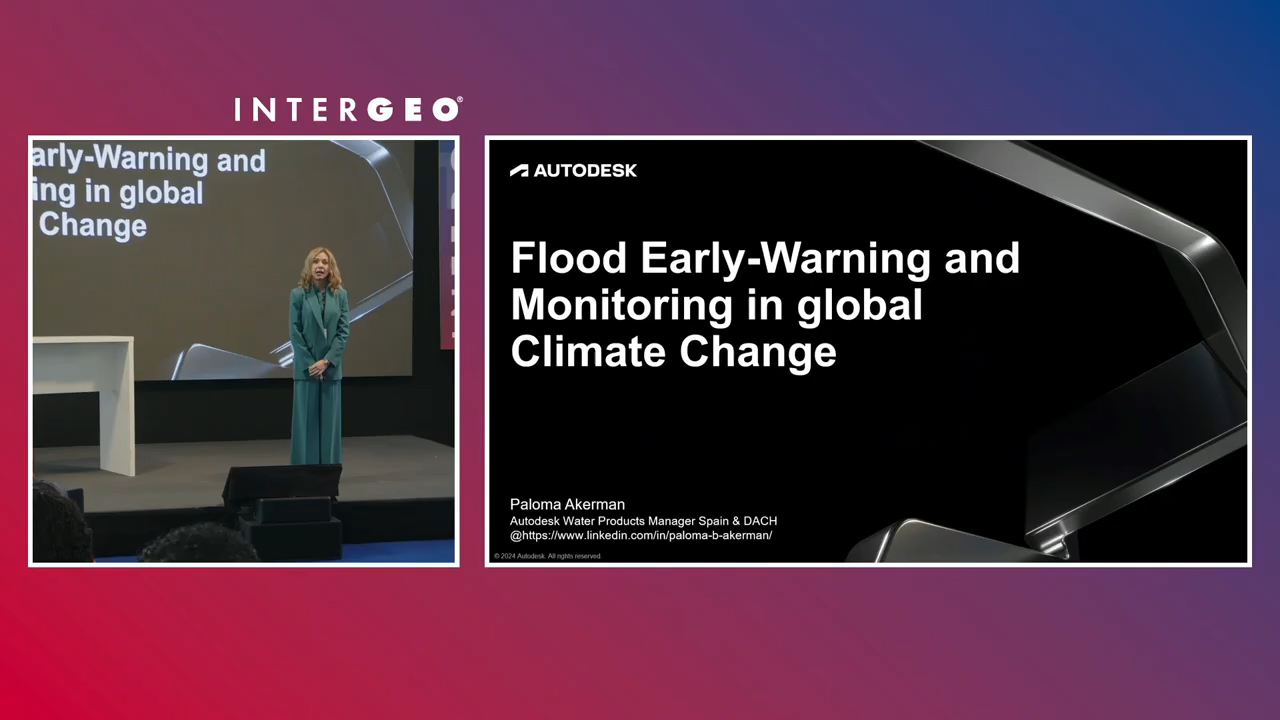 INTERGEO®
arly-Warning and
ing in global
Change
AUTODESK
Flood Early-Warning and
Monitoring in global
Climate Change
Paloma Akerman
Autodesk Water Products Manager Spain & DACH
@https://www.linkedin.com/in/paloma-b-akerman/
© 2024 Autodesk. All rights reserved.